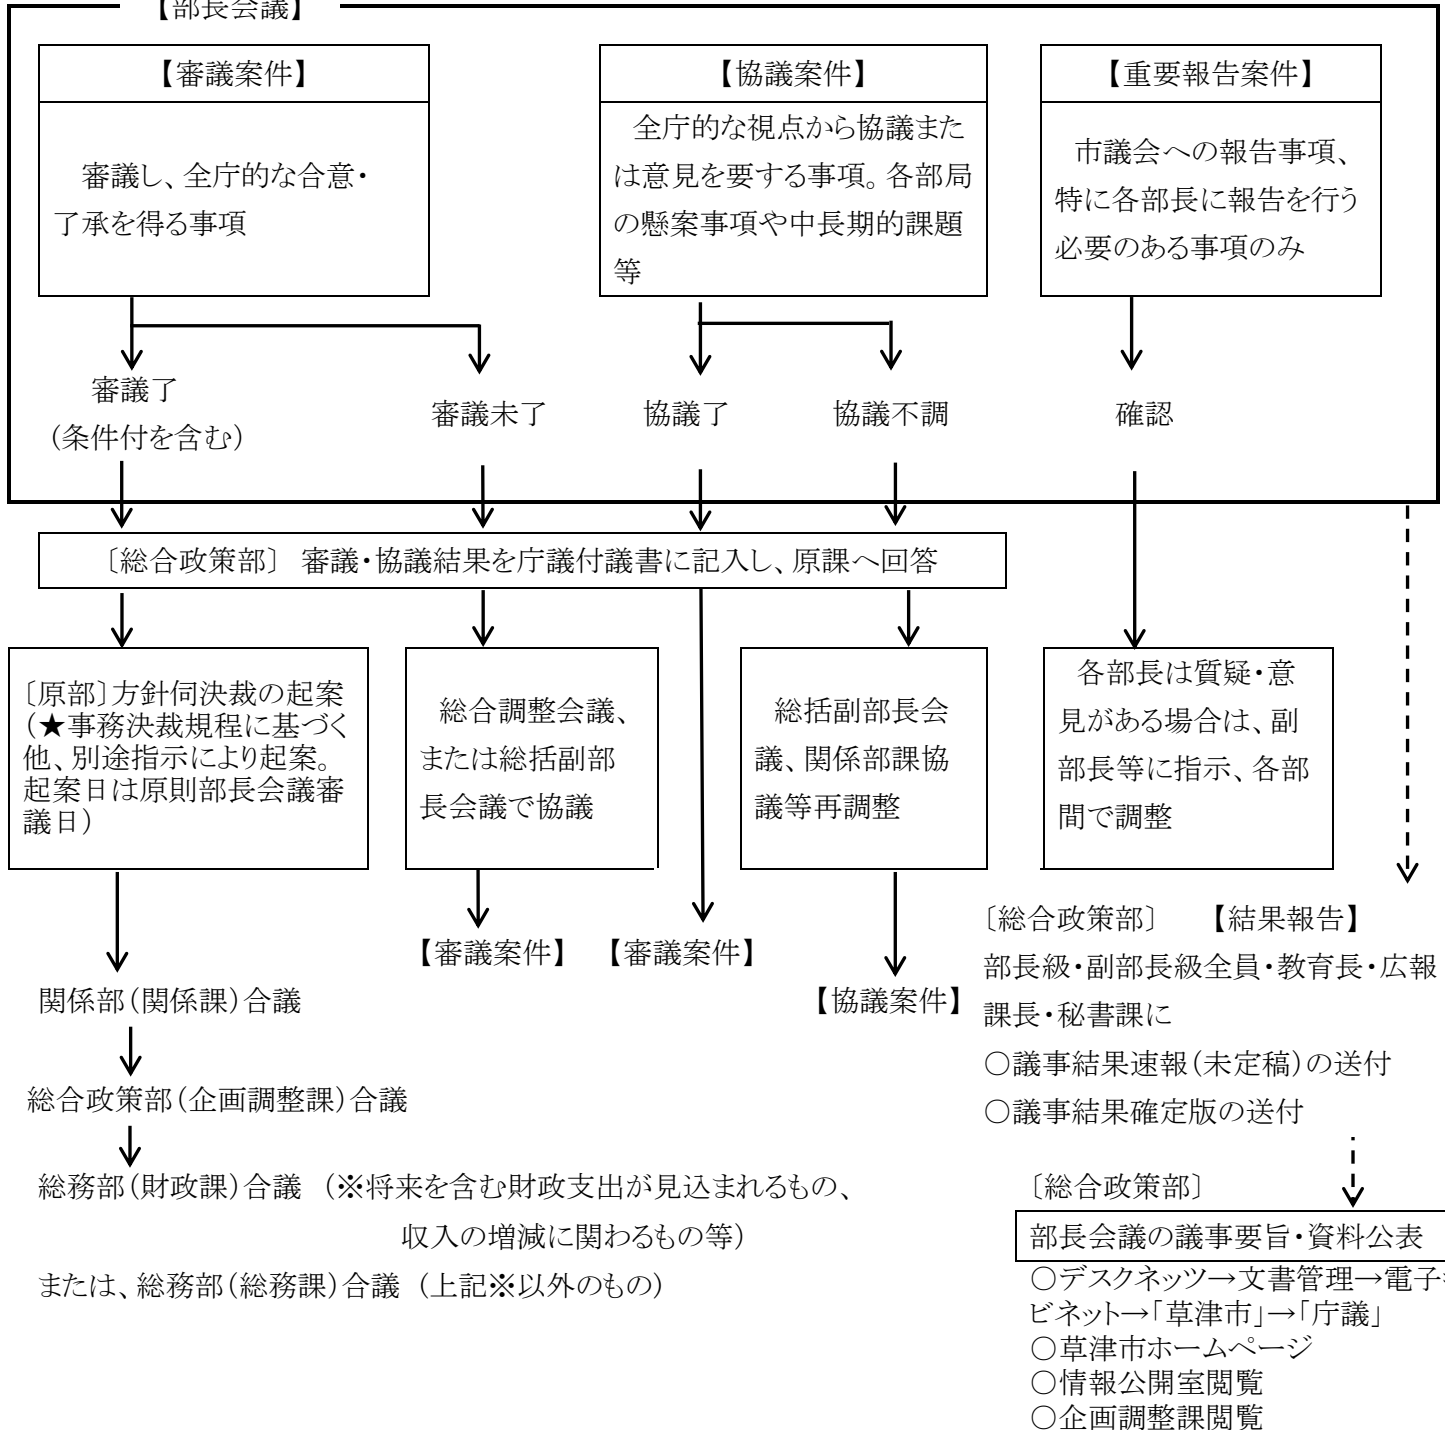 【部長会議】
【審議案件】
審議し、全庁的な合意・
了承を得る事項
【協議案件】
全庁的な視点から協議また
は意見を要する事項。各部局
の懸案事項や中長期的課題
等
【重要報告案件】
市議会への報告事項、
特に各部長に報告を行う
必要のある事項のみ
審議了
（条件付を含む）
審議未了
協議了
協議不調
確認
〔総合政策部〕 審議・協議結果を庁議付議書に記入し、原課へ回答
〔原部〕方針伺決裁の起案
（★事務決裁規程に基づく
他、別途指示により起案。
起案日は原則部長会議審
議日）
総合調整会議、
または総括副部
長会議で協議
総括副部長会
議、関係部課協
議等再調整
各部長は質疑・意
見がある場合は、副
部長等に指示、各部
間で調整
【審議案件】
【審議案件】
【協議案件】
関係部（関係課）合議
総合政策部（企画調整課）合議
総務部（財政課）合議 （※将来を含む財政支出が見込まれるもの、
収入の増減に関わるもの等）
または、総務部（総務課）合議 （上記※以外のもの）
〔総合政策部〕 【結果報告】
部長級・副部長級全員・教育長・広報
課長・秘書課に
○議事結果速報（未定稿）の送付
○議事結果確定版の送付
〔総合政策部〕
部長会議の議事要旨・資料公表
○デスクネッツ→文書管理→電子
ビネット→「草津市」→「庁議」
○草津市ホームページ
○情報公開室閲覧
○企画調整課閲覧